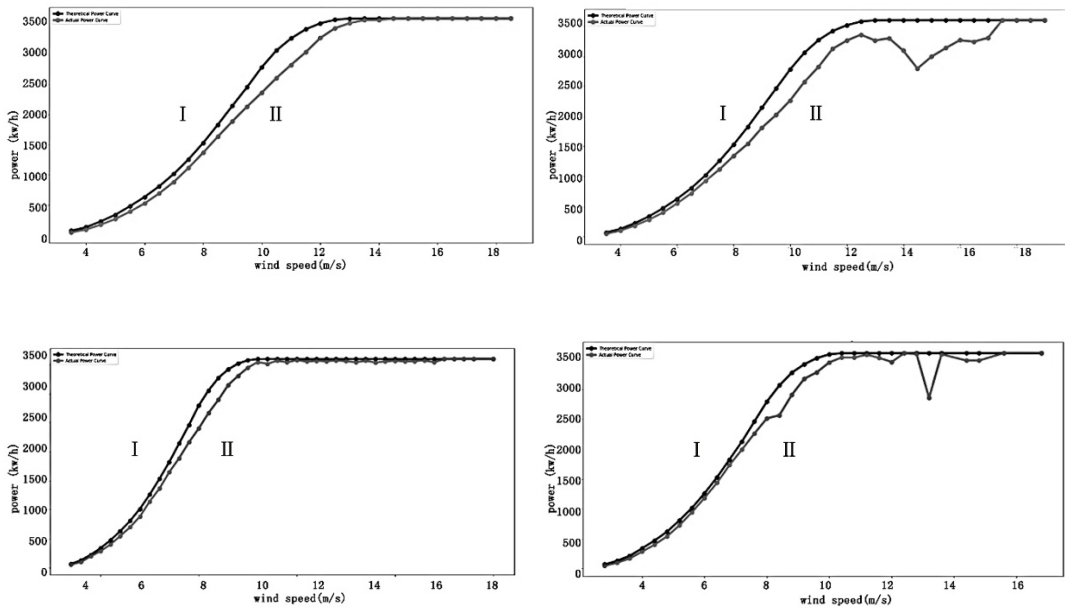 3500
3000
2500
2000
1500
1000
500
0
power (kw/h)
Theoretical Power Curve
Actual Power Curve
I
II
4
6
8
10
12
14
16
18
wind speed(m/s)
3500
3000
2500
2000
1500
1000
500
0
power (kw/h)
Theoretical Power Curve
Actual Power Curve
I
II
4
6
8
10
12
14
16
18
wind speed(m/s)
3500
3000
2500
2000
1500
1000
500
0
power (kw/h)
Theoretical Power Curve
Actual Power Curve
I
II
4
6
8
10
12
14
16
18
wind speed(m/s)
3500
3000
2500
2000
1500
1000
500
0
power (kw/h)
Theoretical Power Curve
Actual Power Curve
I
II
4
6
8
10
12
14
16
wind speed(m/s)